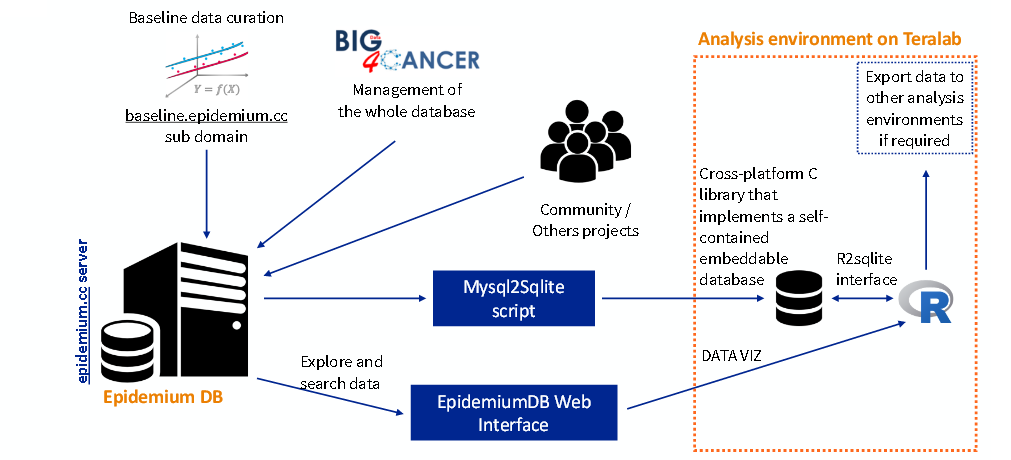 Baseline data curation
Y = f(X)
baseline.epidemium.cc
sub domain
BIG
Data
4CANCER
Management of
the whole database
Community /
Others projects
Analysis environment on Teralab
Export data to
other analysis
environments
if required
Cross-platform C
library that
implements a self-
contained
embeddable
database
R2sqlite
interface
R
epidemium.cc server
Mysql2Sqlite
script
Explore and
search data
DATA VIZ
Epidemium DB
EpidemiumDB Web
Interface